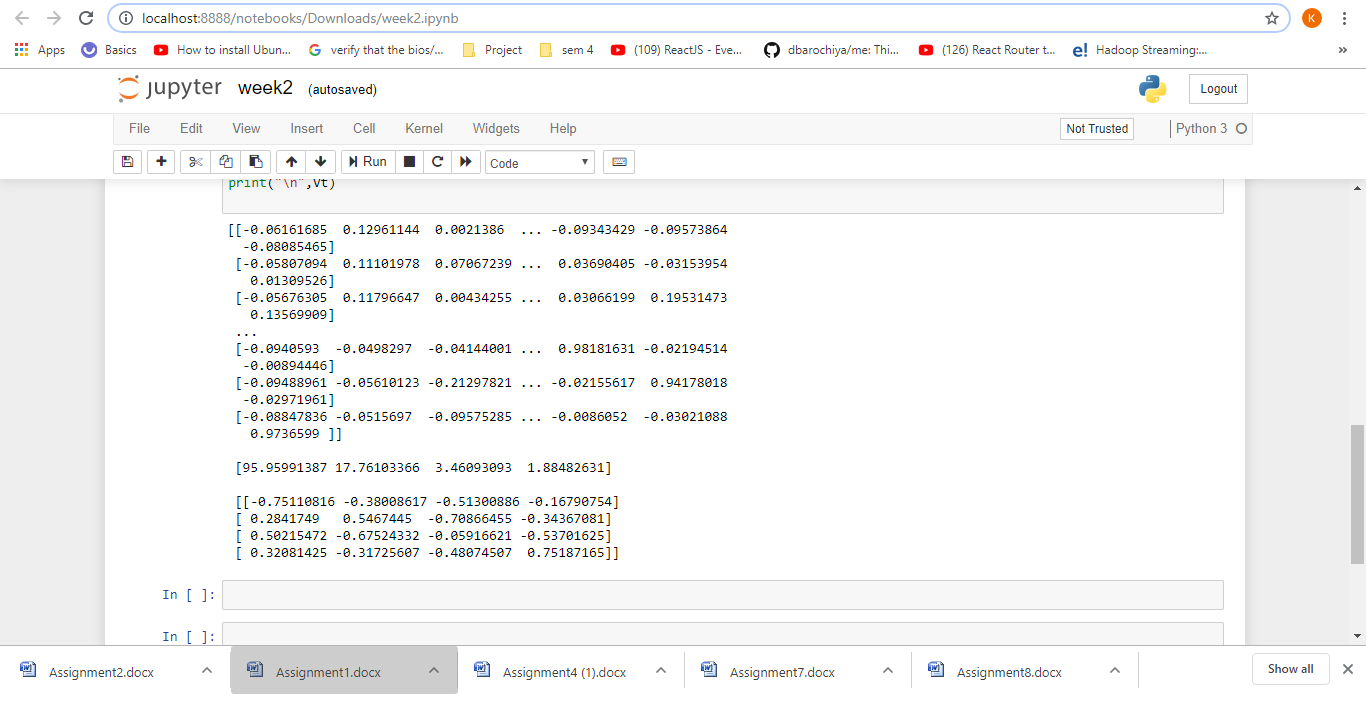 localhost:8888/notebooks/Downloads/week2.ipynb
K
Apps Basics How to install Ubun... verify that the bios/... Project sem 4 (109) ReactJS - Eve... dbarochiya/me: Thi... (126) React Router t... e! Hadoop Streaming:... »
jupyter week2 (autosaved) Logout
File Edit View Insert Cell Kernel Widgets Help Not Trusted Python 3
Run Code
print("\n",Vt)
[[-0.06161685 0.12961144 0.0021386 ... -0.09343429 -0.09573864
-0.08085465]
[-0.05807094 0.11101978 0.07067239 ... 0.03690405 -0.03153954
0.01309526]
[-0.05676305 0.11796647 0.00434255 ... 0.03066199 0.19531473
0.13569909]
...
[-0.0940593 -0.0498297 -0.04144001 ... 0.98181631 -0.02194514
-0.00894446]
[-0.09488961 -0.05610123 -0.21297821 ... -0.02155617 0.94178018
-0.02971961]
[-0.08847836 -0.0515697 -0.09575285 ... -0.0086052 -0.03021088
0.9736599 ]]
[95.95991387 17.76103366 3.46093093 1.88482631]
[[-0.75110816 -0.38008617 -0.51300886 -0.16790754]
[ 0.2841749 0.5467445 -0.70866455 -0.34367081]
[ 0.50215472 -0.67524332 -0.05916621 -0.53701625]
[ 0.32081425 -0.31725607 -0.48074507 0.75187165]]
In [ ]:
In [ ]:
Assignment2.docx Assignment1.docx Assignment4 (1).docx Assignment7.docx Assignment8.docx Show all